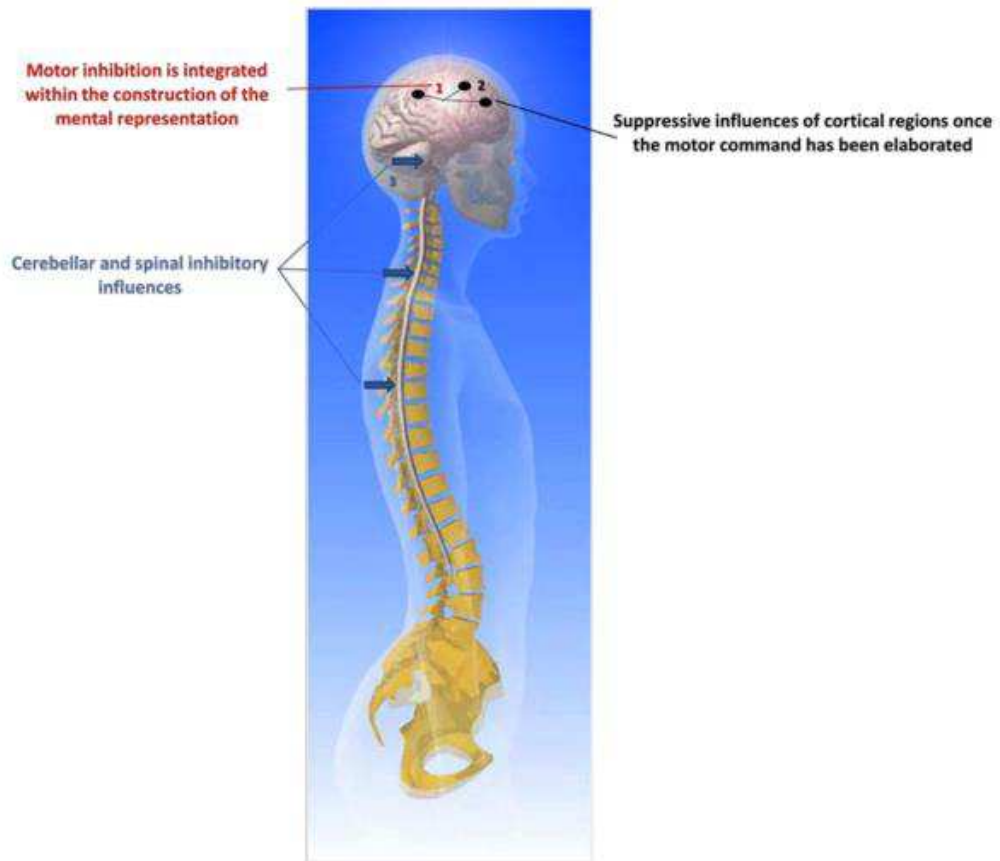 Motor inhibition is integrated
within the construction of the
mental representation
1
2
Suppressive influences of cortical regions once
the motor command has been elaborated
3
Cerebellar and spinal inhibitory
influences